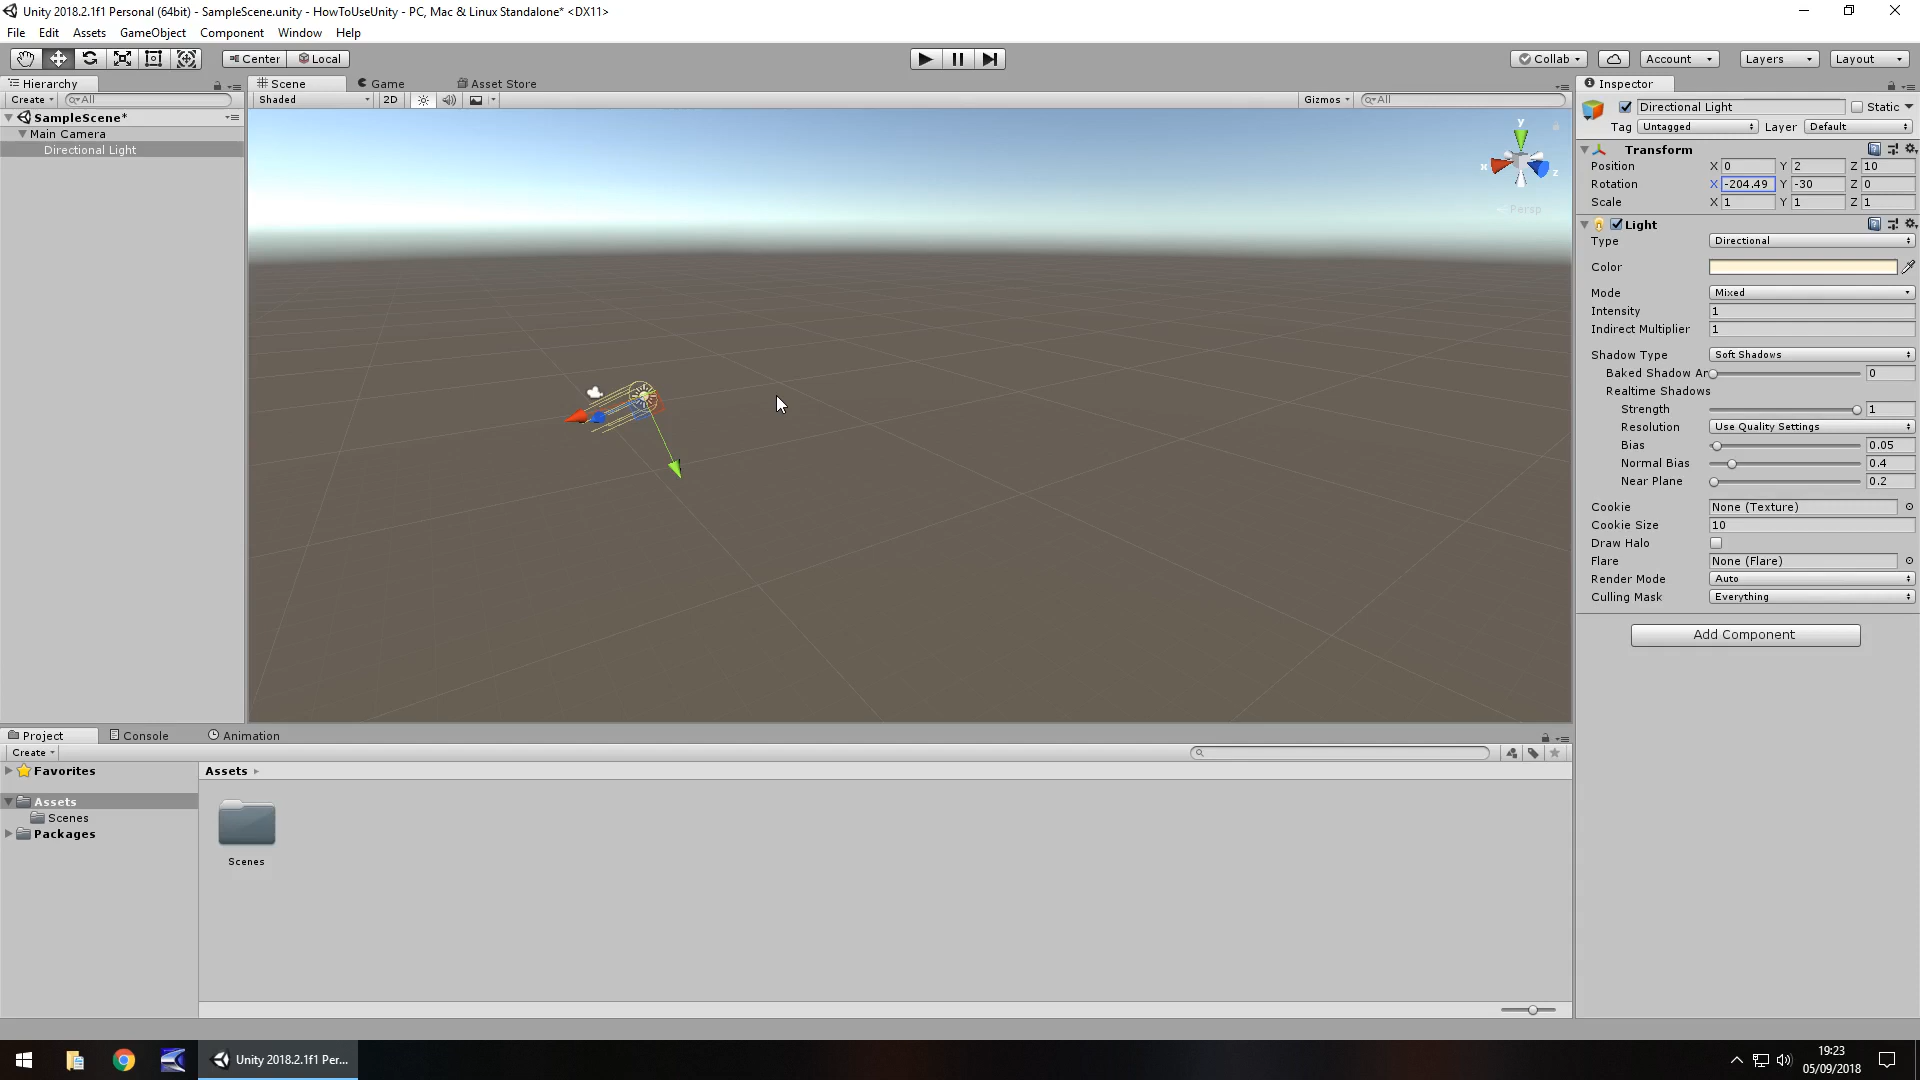 Unity 2018.2.1f1 Personal (64bit) - SampleScene.unity - HowToUseUnity - PC, Mac & Linux Standalone* <DX11>
File Edit Assets GameObject Component Window Help
Center Local Collab Account Layers Layout
Hierarchy Scene Game Asset Store Inspector
Create All Shaded 2D Gizmos All
SampleScene*
Main Camera
Directional Light
y
x
z
Persp
Directional Light Static
Tag Untagged Layer Default
Transform
Position X 0 Y 2 Z 10
Rotation X -204.49 Y -30 Z 0
Scale X 1 Y 1 Z 1
Light
Type Directional
Color
Mode Mixed
Intensity 1
Indirect Multiplier 1
Shadow Type Soft Shadows
Baked Shadow Ar 0
Realtime Shadows
Strength 1
Resolution Use Quality Settings
Bias 0.05
Normal Bias 0.4
Near Plane 0.2
Cookie None (Texture)
Cookie Size 10
Draw Halo
Flare None (Flare)
Render Mode Auto
Culling Mask Everything
Add Component
Project Console Animation
Create
Favorites Assets
Assets
Scenes
Packages
Scenes
Unity 2018.2.1f1 Per...
19:23
05/09/2018